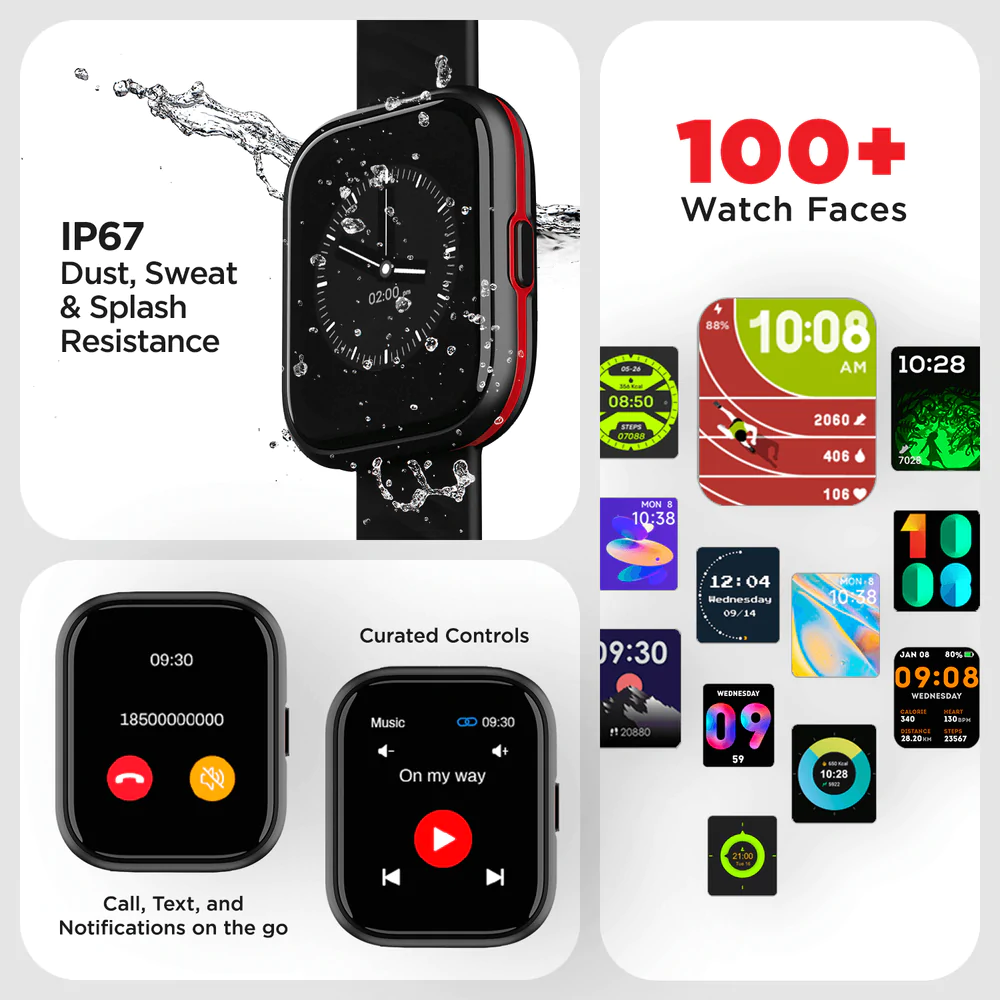 IP67
Dust, Sweat
& Splash
Resistance
02:00 pm
100+
Watch Faces
88%
10:08
AM
2060
406
106
05-26
356 Kcal
08:50
STEPS
07088
10:28
7028
MON 8
10:38
12:04
Wednesday
09/14
MON 8
10:38
10
08
09:30
20880
WEDNESDAY
09
59
JAN 08 80%
09:08
WEDNESDAY
CALORIE HEART
340 130 BPM
DISTANCE STEPS
28.20 KM 23567
10:28
21:00
09:30
18500000000
Call, Text, and
Notifications on the go
Curated Controls
Music 09:30
On my way